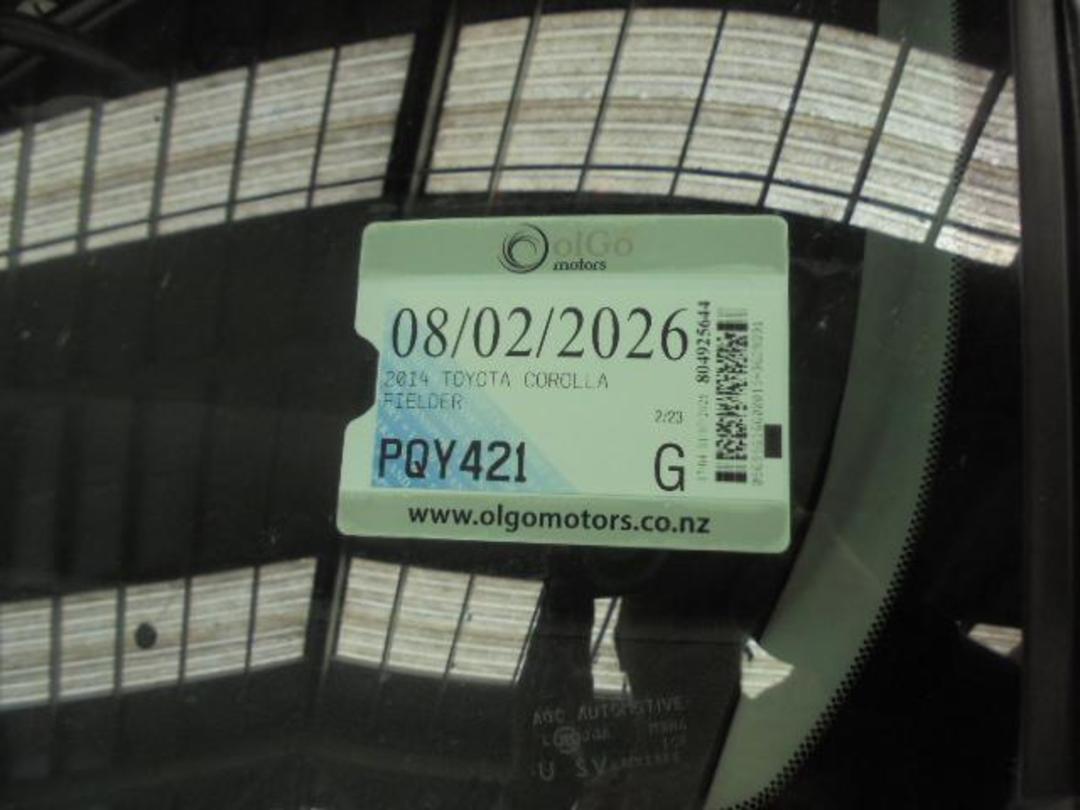 olGo
motors
08/02/2026
2014 TOYOTA COROLLA
FIELDER
2/23
PQY421
G
804925644
www.olgomotors.co.nz
AGC AUTOMOTIVE